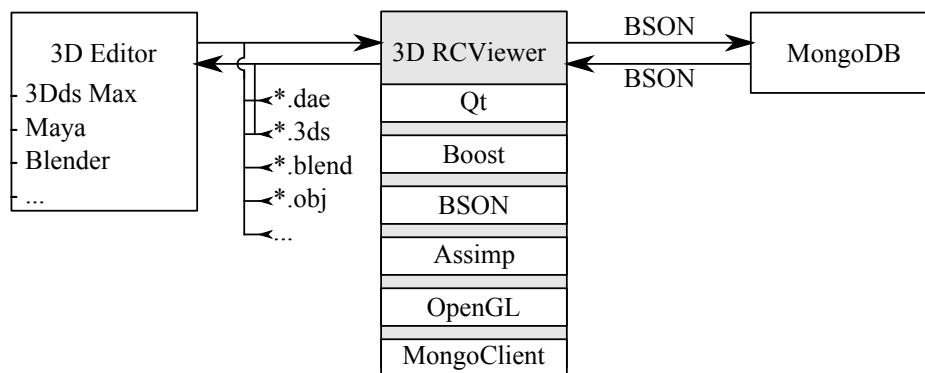 3D Editor
- 3Dds Max
- Maya
- Blender
- ...
*.dae
*.3ds
*.blend
*.obj
...
3D RCViewer
Qt
Boost
BSON
Assimp
OpenGL
MongoClient
BSON
BSON
MongoDB